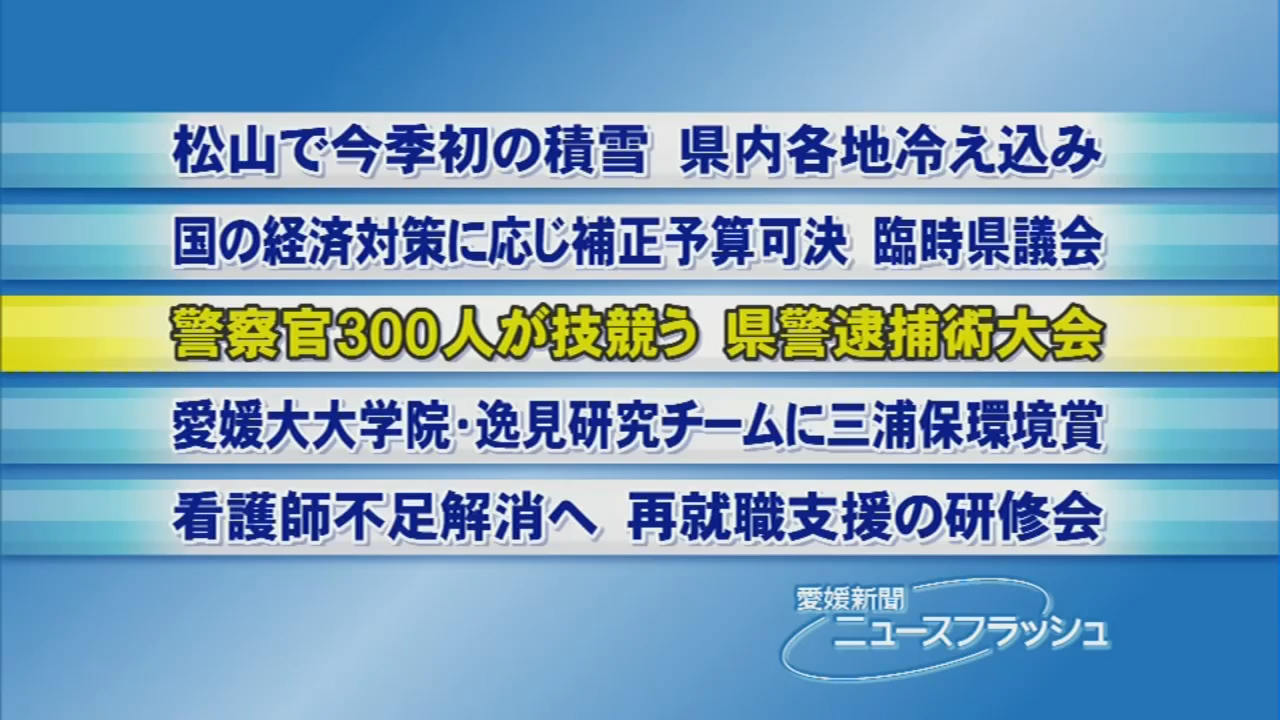 松山で今季初の積雪 県内各地冷え込み
国の経済対策に応じ補正予算可決 臨時県議会
警察官300人が技競う 県警逮捕術大会
愛媛大大学院・逸見研究チームに三浦保環境賞
看護師不足解消へ 再就職支援の研修会
愛媛新聞
ニュースフラッシュ